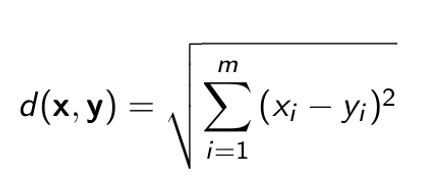 d(𝐱, 𝐲) = √∑_{i=1}^{m} (x_i − y_i)²